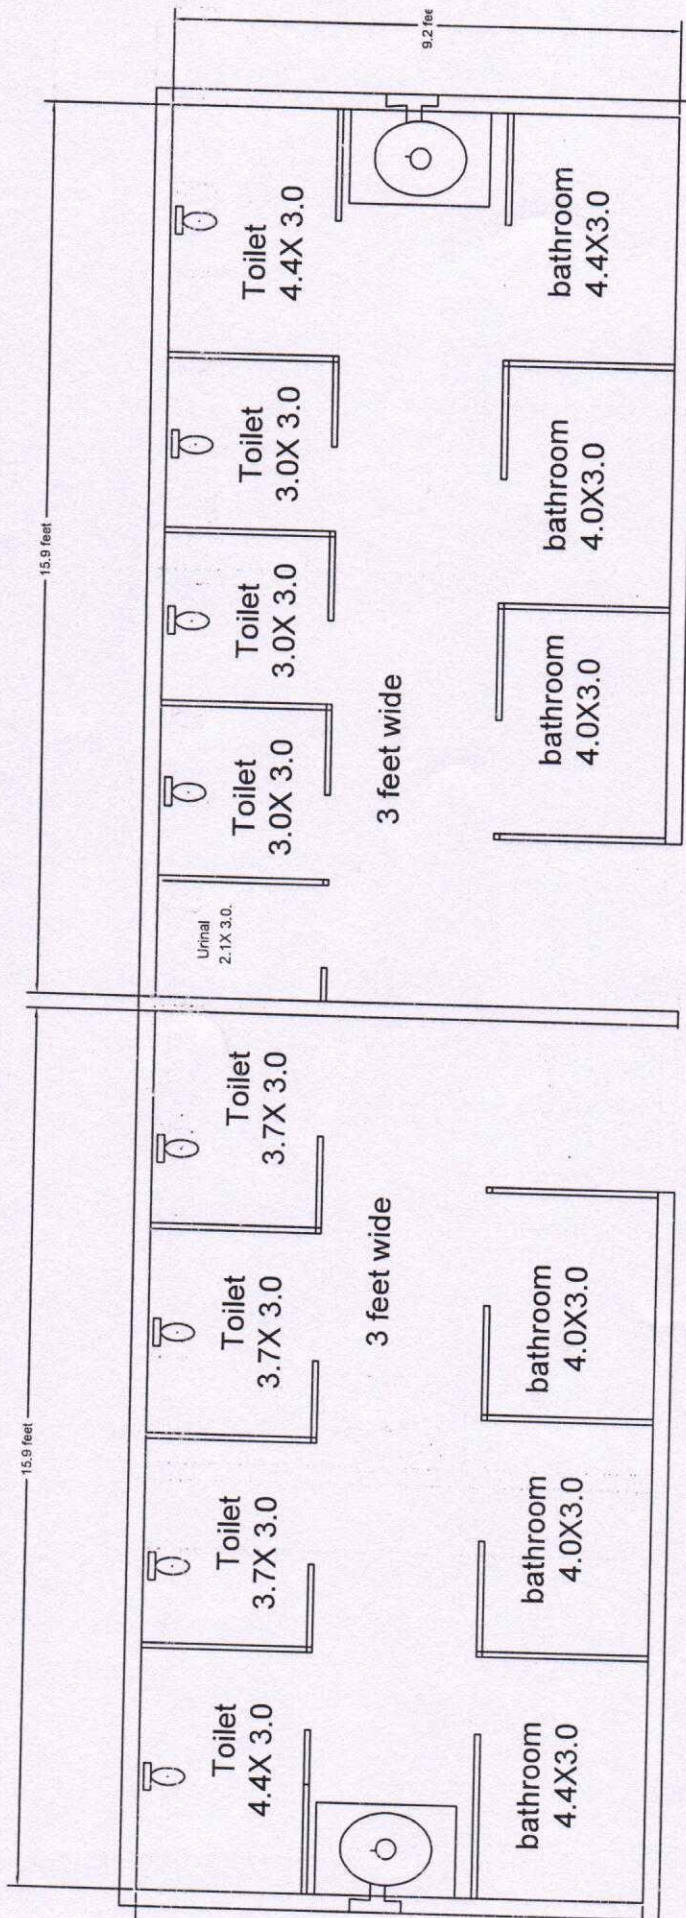 15.9 feet
15.9 feet
Toilet
4.4X 3.0
Toilet
3.7X 3.0
Toilet
3.7X 3.0
Toilet
3.7X 3.0
Urinal
2.1X 3.0.
Toilet
3.0X 3.0
Toilet
3.0X 3.0
Toilet
3.0X 3.0
Toilet
4.4X 3.0
3 feet wide
3 feet wide
9.2 fee
bathroom
4.4X3.0
bathroom
4.0X3.0
bathroom
4.0X3.0
bathroom
4.0X3.0
bathroom
4.0X3.0
bathroom
4.4X3.0